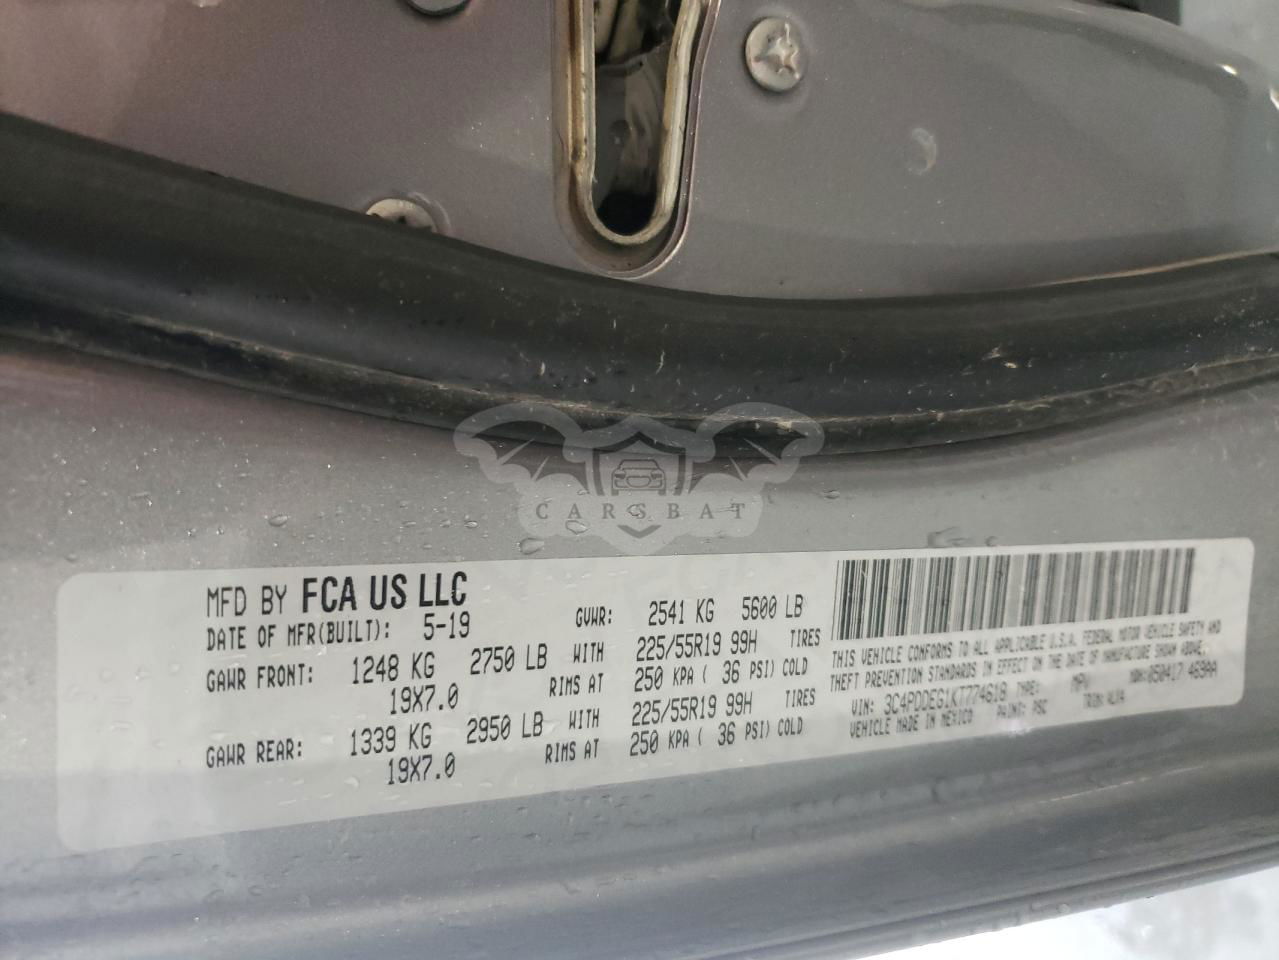 CARSBAT
MFD BY FCA US LLC
DATE OF MFR(BUILT): 5-19 GVWR: 2541 KG 5600 LB
GAWR FRONT: 1248 KG 2750 LB WITH 225/55R19 99H TIRES
19X7.0 RIMS AT 250 KPA ( 36 PSI) COLD
GAWR REAR: 1339 KG 2950 LB WITH 225/55R19 99H TIRES
19X7.0 RIMS AT 250 KPA ( 36 PSI) COLD
THIS VEHICLE CONFORMS TO ALL APPLICABLE U.S.A. FEDERAL MOTOR VEHICLE SAFETY AND
THEFT PREVENTION STANDARDS IN EFFECT ON THE DATE OF MANUFACTURE SHOWN ABOVE.
VIN: 3C4PDDEG1KT774618 TYPE: MPV MDH: 050417 469AA
VEHICLE MADE IN MEXICO PAINT: PSC TRIM: